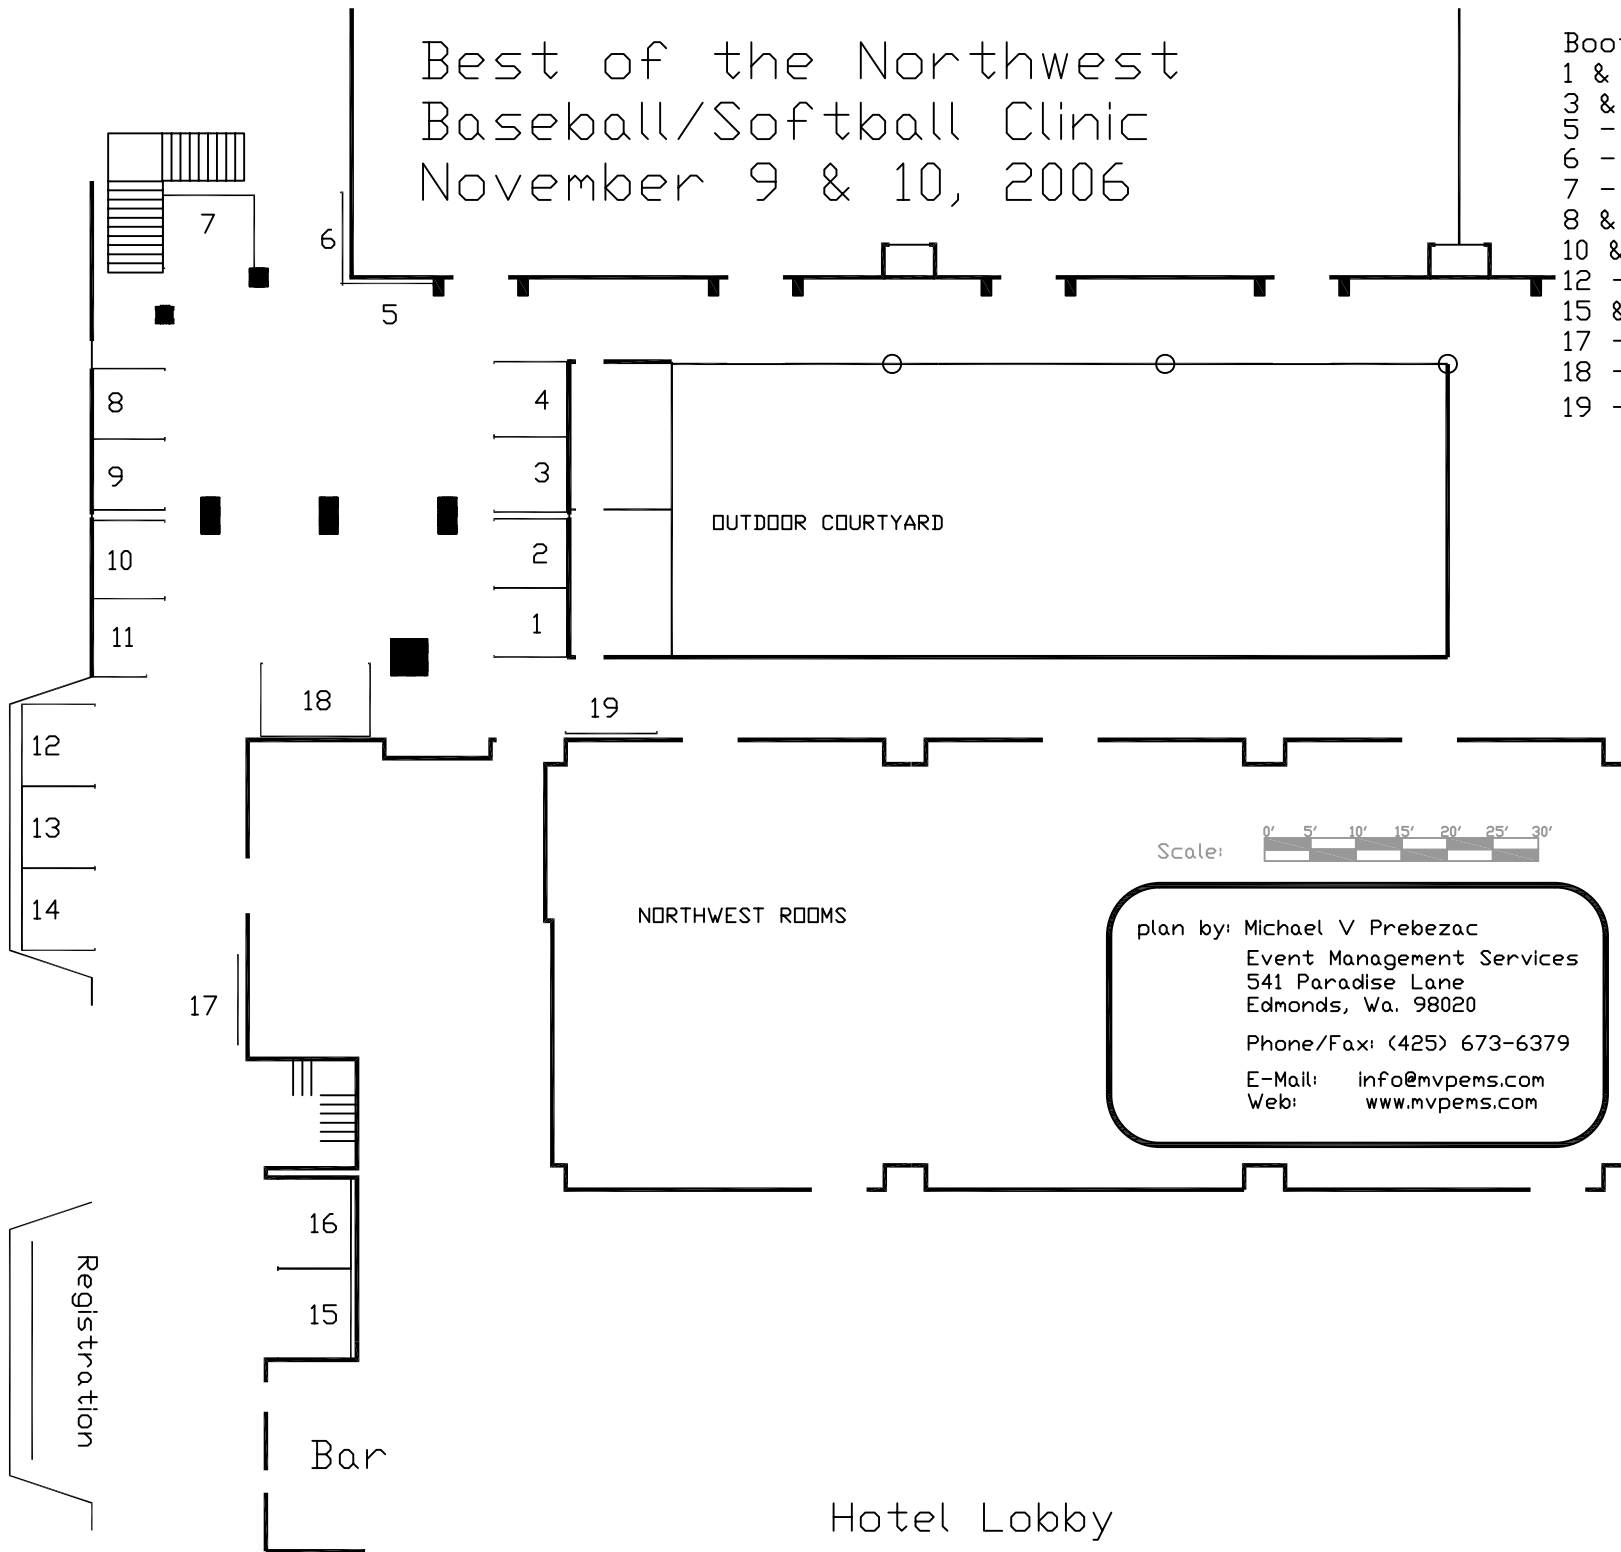 Best of the Northwest
Baseball/Softball Clinic
November 9 & 10, 2006
1 &
3 &
5 -
6 -
7 -
8 &
10 &
12 -
15 &
17 -
18 -
19 -
7
6
5
8
4
9
3
OUTDOOR COURTYARD
10
2
11
1
18
19
12
13
14
Scale:
0' 5' 10' 15' 20' 25' 30'
NORTHWEST ROOMS
plan by: Michael V Prebezac
Event Management Services
541 Paradise Lane
Edmonds, Wa. 98020
Phone/Fax: (425) 673-6379
E-Mail: info@mvpems.com
Web: www.mvpems.com
17
16
15
Registration
Bar
Hotel Lobby